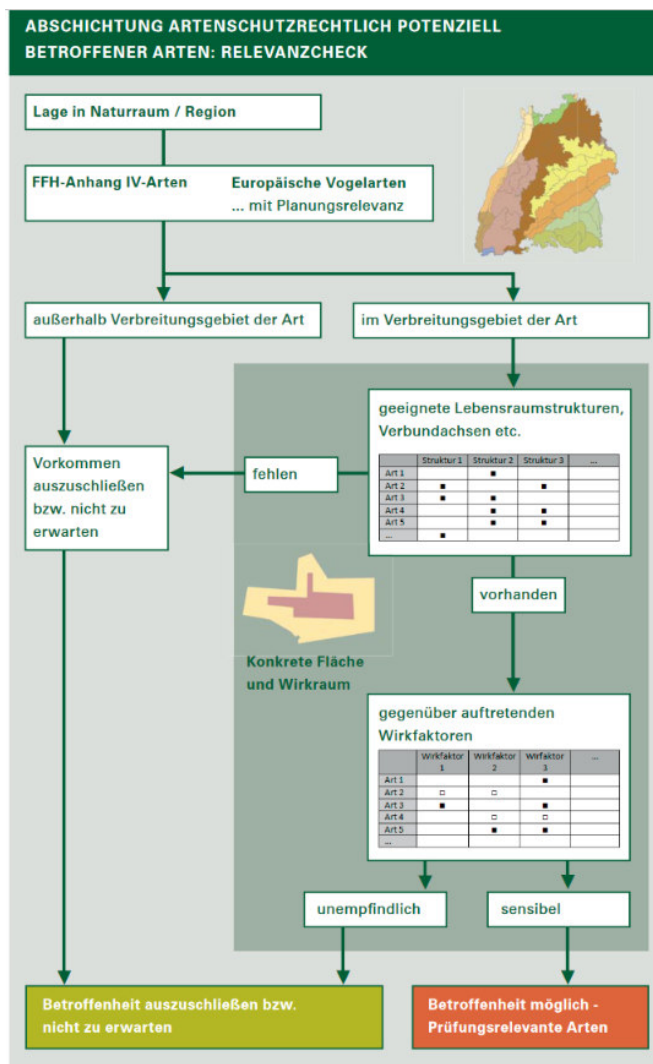 ABSCHICHTUNG ARTENSCHUTZRECHTLICH POTENZIELL
BETROFFENER ARTEN: RELEVANZCHECK
Lage in Naturraum / Region
FFH-Anhang IV-Arten
Europäische Vogelarten
... mit Planungsrelevanz
außerhalb Verbreitungsgebiet der Art
im Verbreitungsgebiet der Art
geeignete Lebensraumstrukturen,
Verbundachsen etc.
Struktur 1 Struktur 2 Struktur 3 ...
Art 1 ■
Art 2 ■ ■
Art 3 ■ ■
Art 4 ■ ■
Art 5 ■ ■
... ■
fehlen
Vorkommen
auszuschließen
bzw. nicht zu
erwarten
vorhanden
Konkrete Fläche
und Wirkraum
gegenüber auftretenden
Wirkfaktoren
Wirkfaktor Wirkfaktor Wirfaktor ...
1 2 3
Art 1 ■
Art 2 □ □
Art 3 ■ ■
Art 4 □ □
Art 5 ■ ■
...
unempfindlich
sensibel
Betroffenheit auszuschließen bzw.
nicht zu erwarten
Betroffenheit möglich -
Prüfungsrelevante Arten